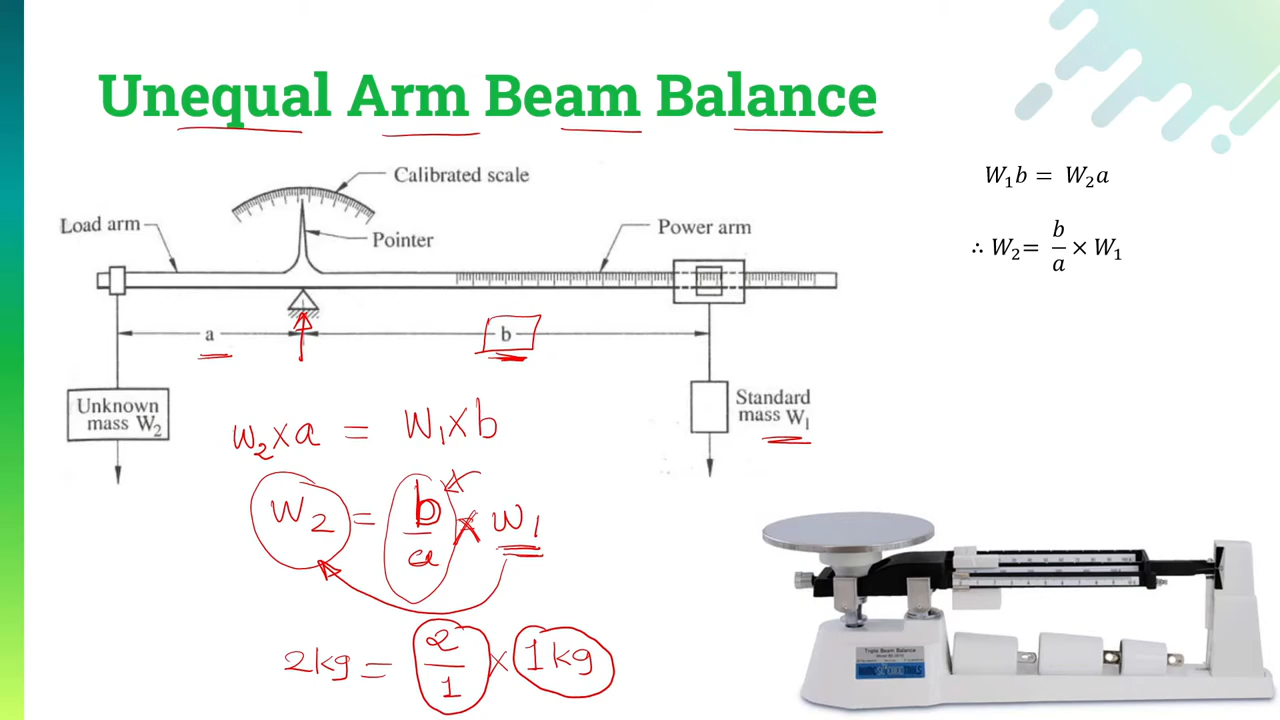 Unequal Arm Beam Balance
W₁b = W₂a
∴ W₂= b/a × W₁
Calibrated scale
Load arm
Pointer
Power arm
a
b
Unknown
mass W₂
Standard
mass W₁
W₂×a = W₁×b
W₂ = b/a × W₁
2kg = 2/1 × 1kg
Triple Beam Balance